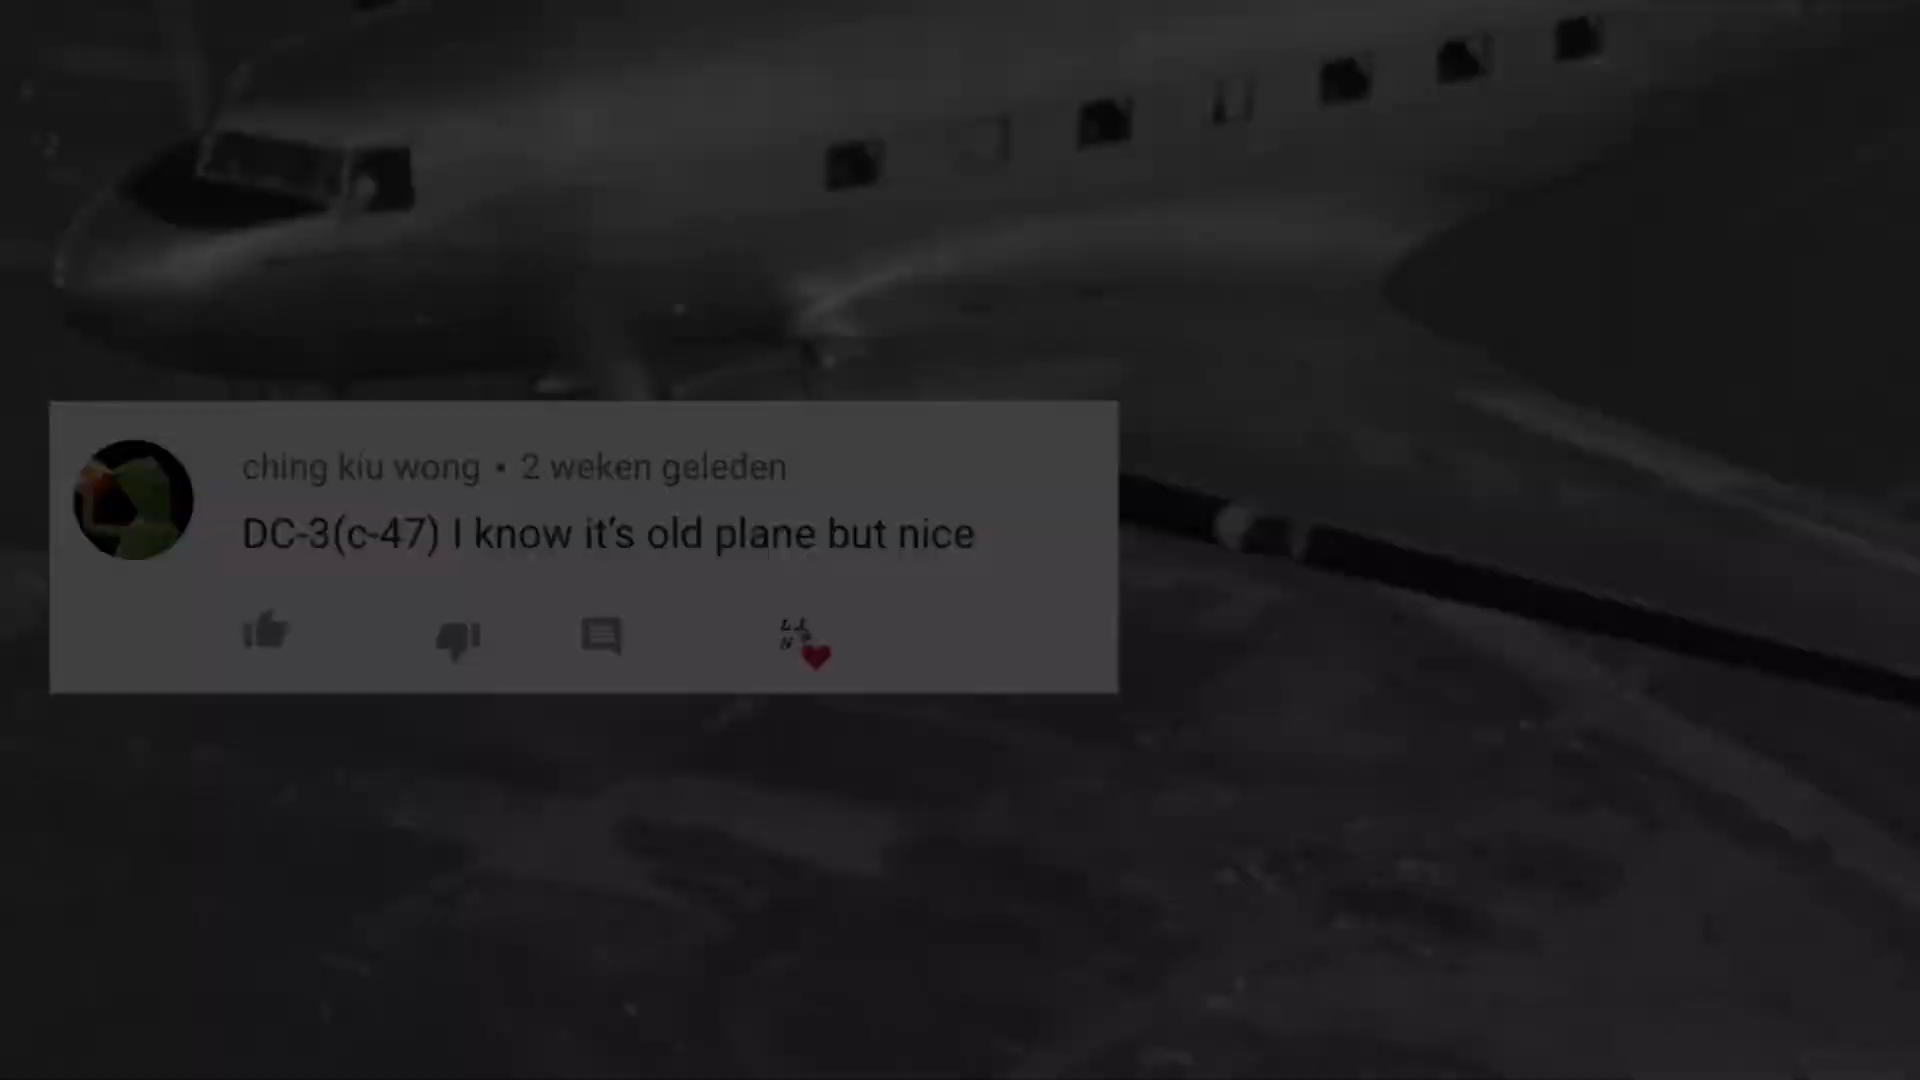 ching kiu wong • 2 weken geleden
DC-3(c-47) I know it's old plane but nice